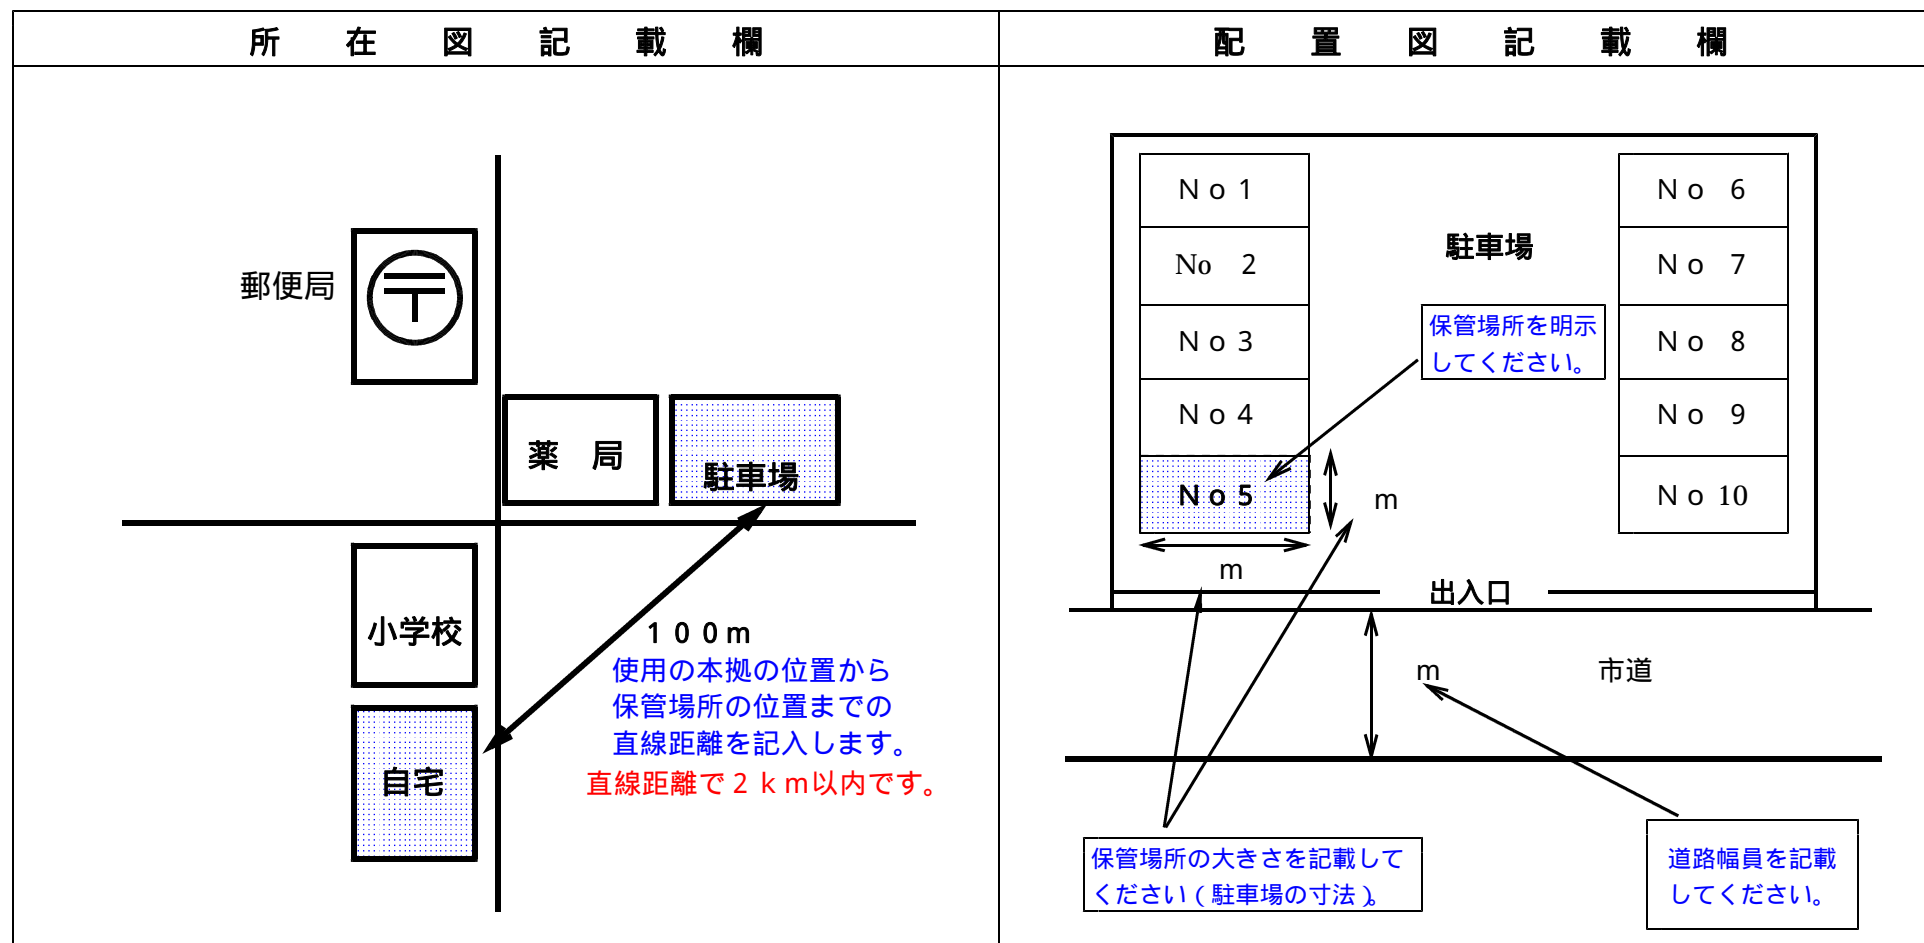 所在図記載欄
郵便局
〒
薬 局
駐車場
小学校
100m
使用の本拠の位置から
保管場所の位置までの
直線距離を記入します。
直線距離で2km以内です。
自宅
配置図記載欄
No1
No 2
No3
No4
No5
駐車場
No 6
No 7
No 8
No 9
No 10
保管場所を明示
してください。
m
m
出入口
m
市道
保管場所の大きさを記載して
ください(駐車場の寸法)。
道路幅員を記載
してください。